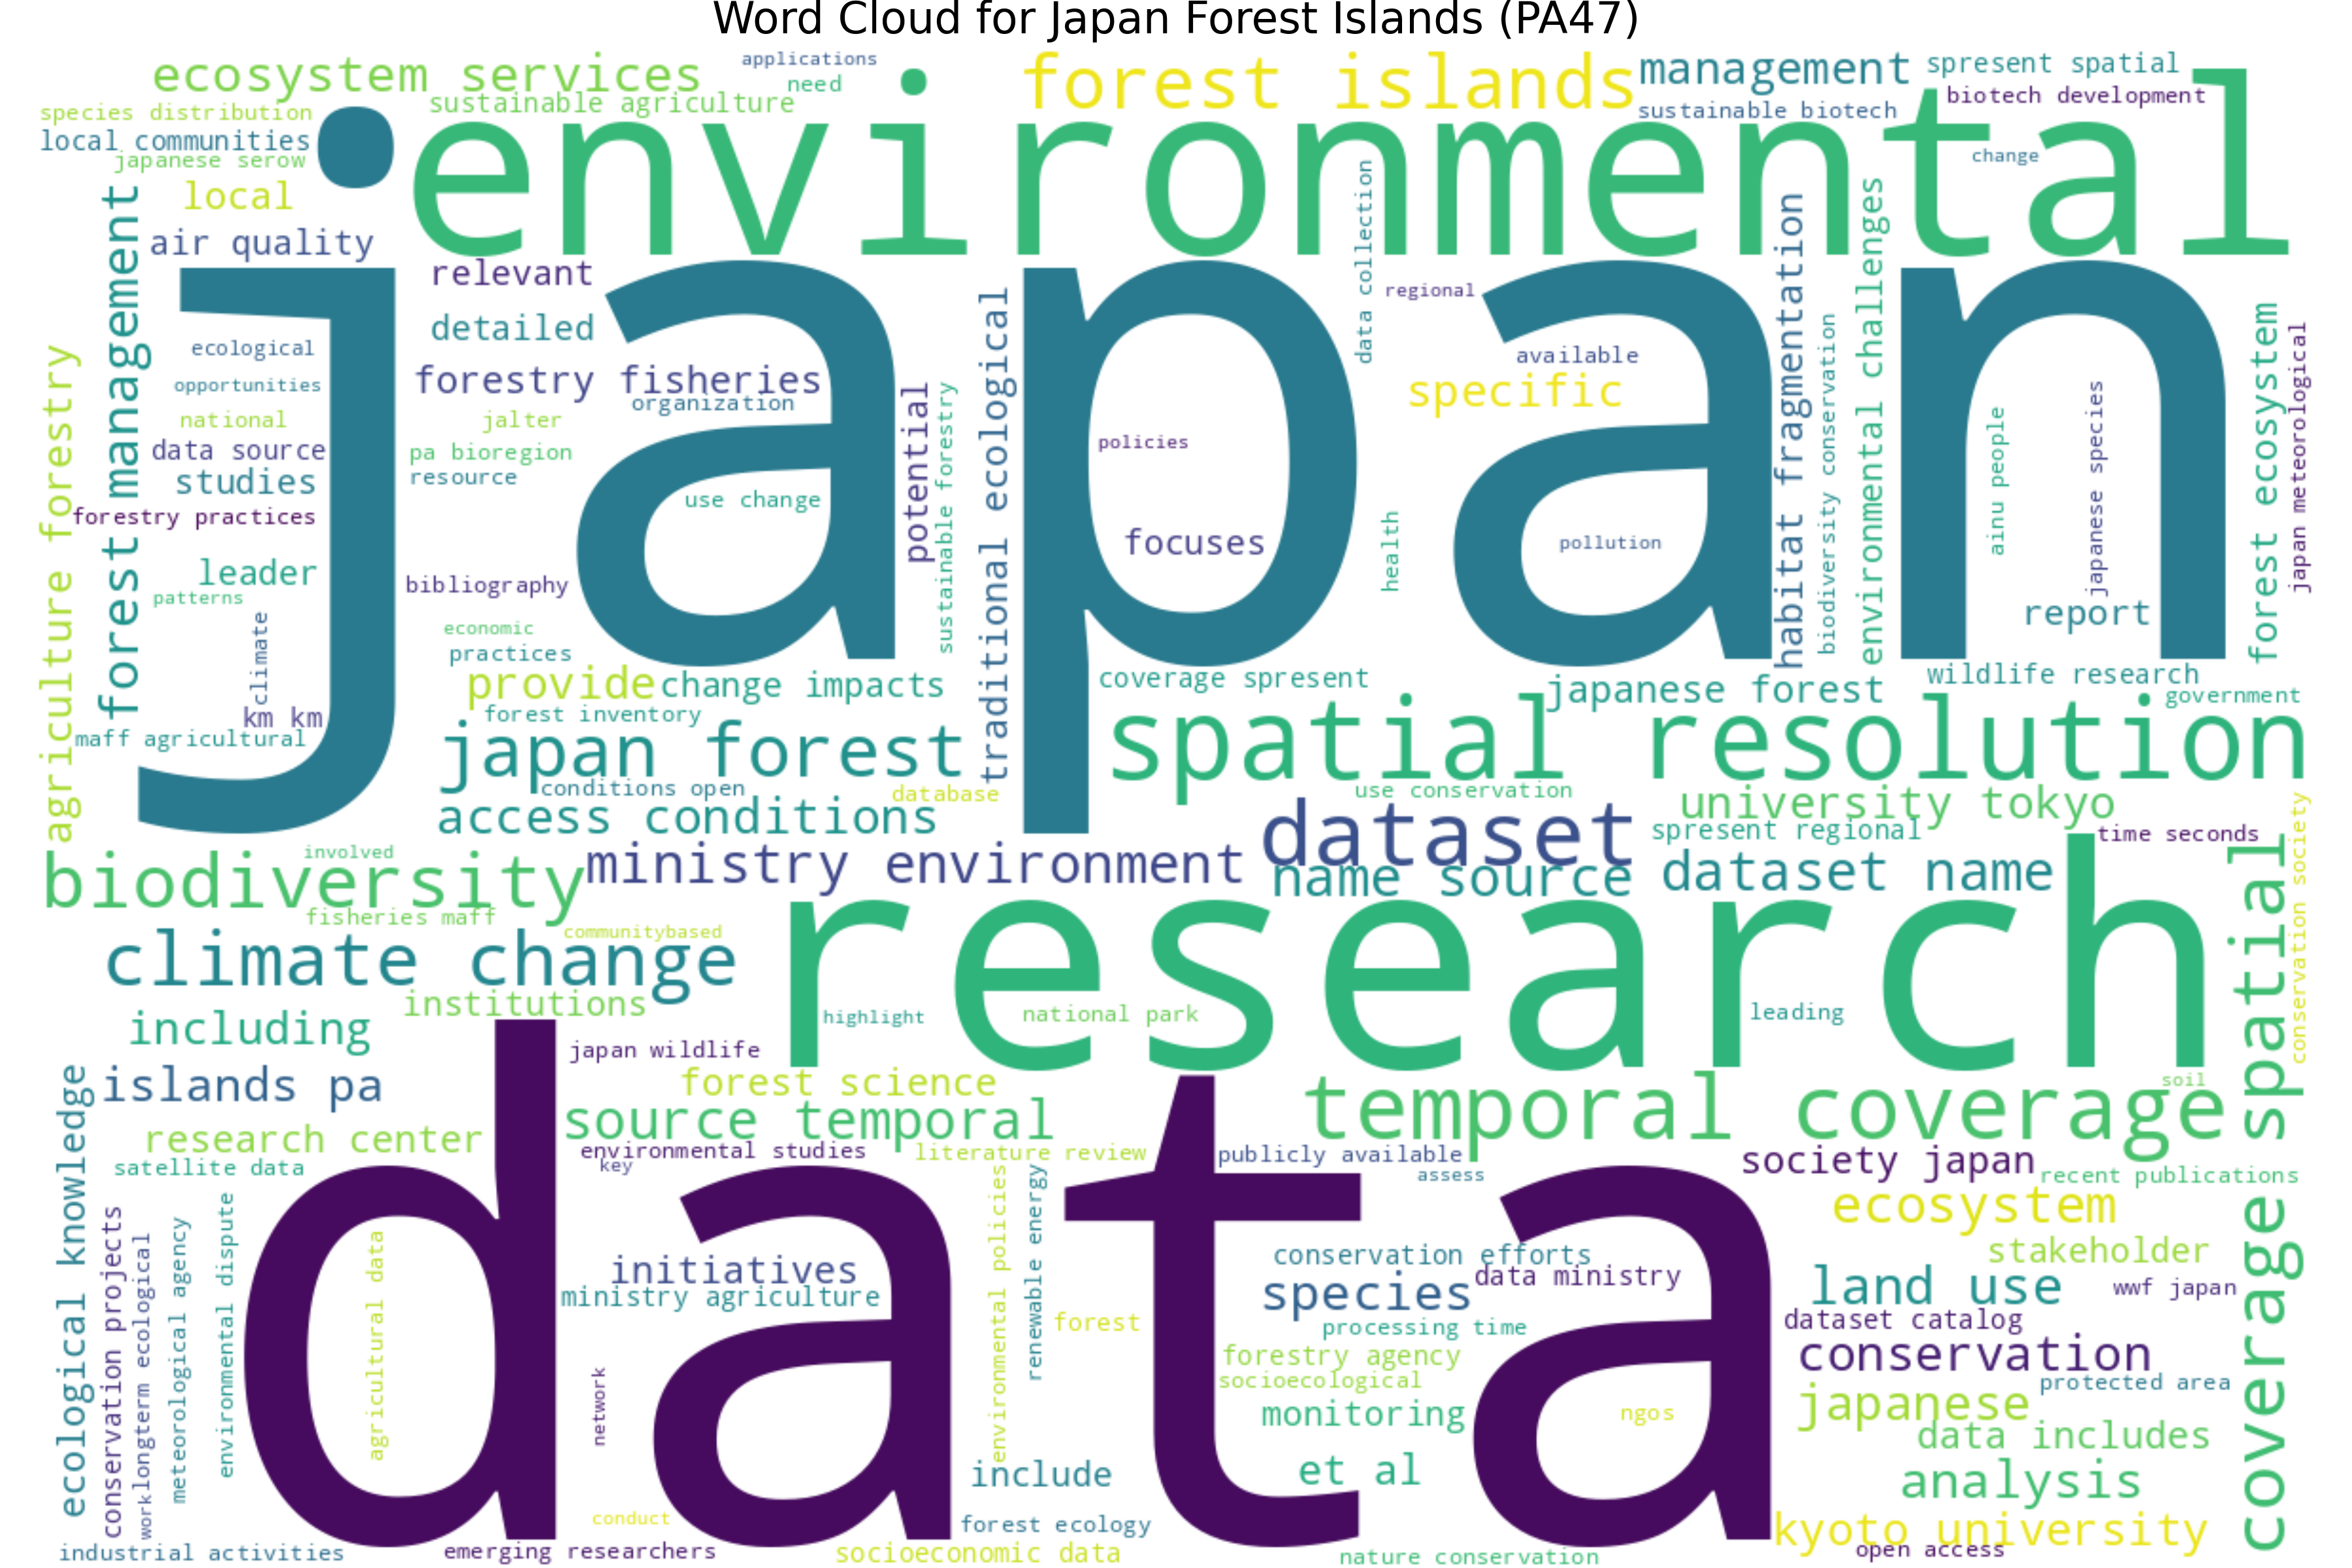 Word Cloud for Japan Forest Islands (PA47)
ecosystem services
applications
need
forest islands
management
spresent spatial
species distribution
sustainable agriculture
sustainable biotech
biotech development
local communities
japanese serow
environmental
change
local
air quality
relevant
data collection
regional
habitat fragmentation
environmental challenges
forest management
japan
detailed
ecological
available
forestry fisheries
specific
opportunities
organization
national
jalter
potential
sustainable forestry
traditional ecological
policies
biodiversity conservation
ainu people
japanese species
forest ecosystem
japan meteorological
agriculture forestry
data source
pa bioregion
studies
resource
use change
forestry practices
focuses
health
pollution
leader
bibliography
patterns
report
economic
climate
practices
provide
change impacts
coverage spresent
japanese forest
wildlife research
government
km km
forest inventory
maff agricultural
japan forest
spatial resolution
conditions open
database
use conservation
university tokyo
access conditions
dataset
spresent regional
time seconds
involved
biodiversity
ministry environment
name source
dataset name
conservation society
fisheries maff
communitybased
climate change
research
institutions
including
highlight
national park
leading
japan wildlife
islands pa
forest science
temporal coverage
soil
source temporal
research center
environmental studies
literature review
publicly available
society japan
satellite data
key
assess
recent publications
ecological knowledge
conservation projects
longterm ecological
work
meteorological agency
environmental dispute
data
agricultural data
environmental policies
renewable energy
ecosystem
stakeholder
initiatives
conservation efforts
data ministry
ministry agriculture
species
land use
wwf japan
forest
processing time
dataset catalog
forestry agency
conservation
socioecological
protected area
network
monitoring
ngos
japanese
data includes
include
et al
analysis
coverage spatial
conduct
forest ecology
kyoto university
industrial activities
emerging researchers
socioeconomic data
nature conservation
open access